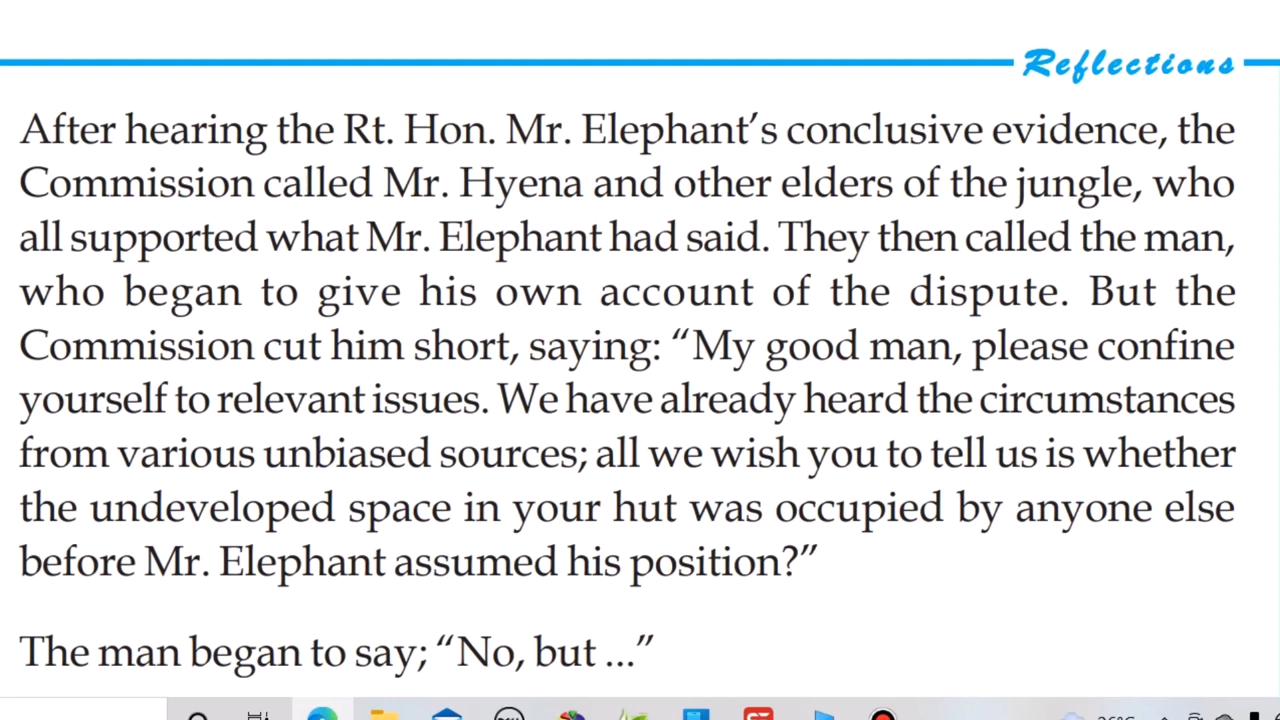 Reflections
After hearing the Rt. Hon. Mr. Elephant’s conclusive evidence, the
Commission called Mr. Hyena and other elders of the jungle, who
all supported what Mr. Elephant had said. They then called the man,
who began to give his own account of the dispute. But the
Commission cut him short, saying: “My good man, please confine
yourself to relevant issues. We have already heard the circumstances
from various unbiased sources; all we wish you to tell us is whether
the undeveloped space in your hut was occupied by anyone else
before Mr. Elephant assumed his position?”
The man began to say; “No, but ...”